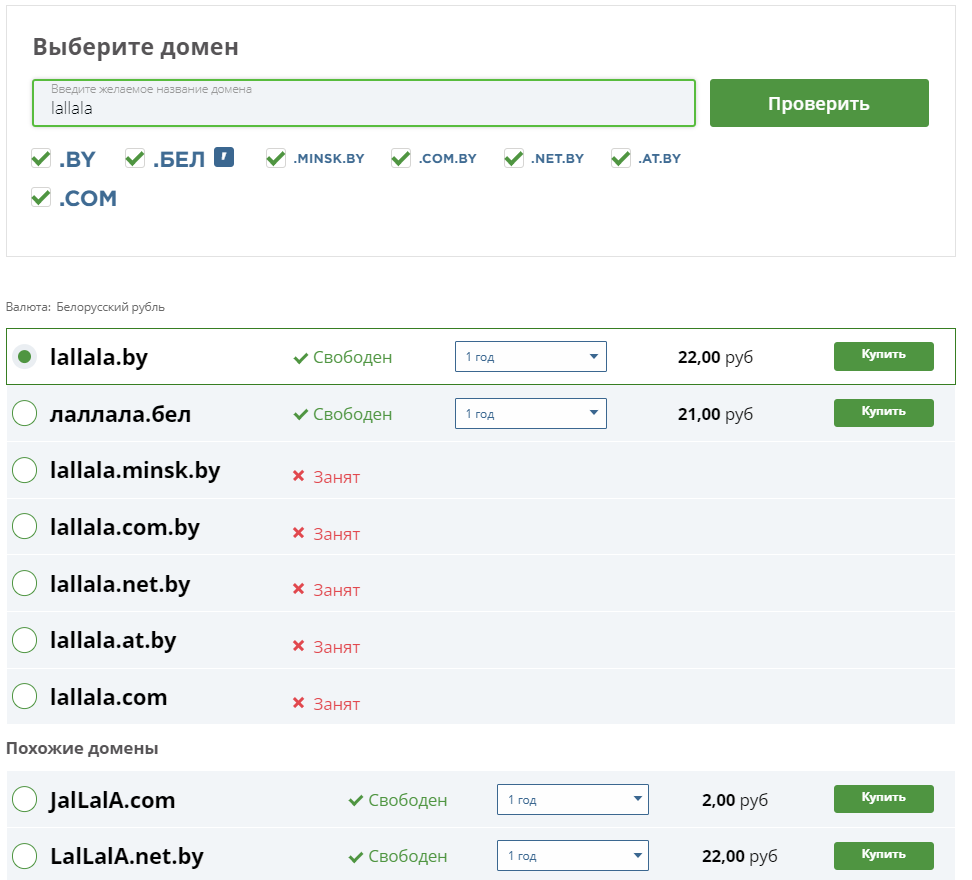 Выберите домен
Введите желаемое название домена
lallala
Проверить
.BY .БЕЛ ' .MINSK.BY .COM.BY .NET.BY .AT.BY
.COM
Валюта: Белорусский рубль
lallala.by Свободен 1 год 22,00 руб Купить
лаллала.бел Свободен 1 год 21,00 руб Купить
lallala.minsk.by Занят
lallala.com.by Занят
lallala.net.by Занят
lallala.at.by Занят
lallala.com Занят
Похожие домены
JalLalA.com Свободен 1 год 2,00 руб Купить
LalLalA.net.by Свободен 1 год 22,00 руб Купить